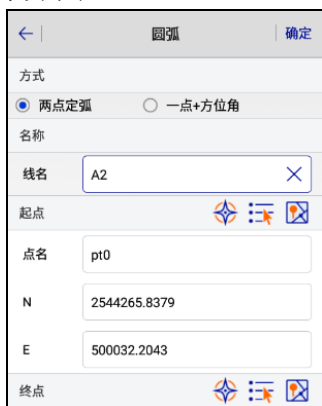 圆弧 确定
方式
两点定弧 一点+方位角
名称
线名 A2
起点
点名 pt0
N 2544265.8379
E 500032.2043
终点